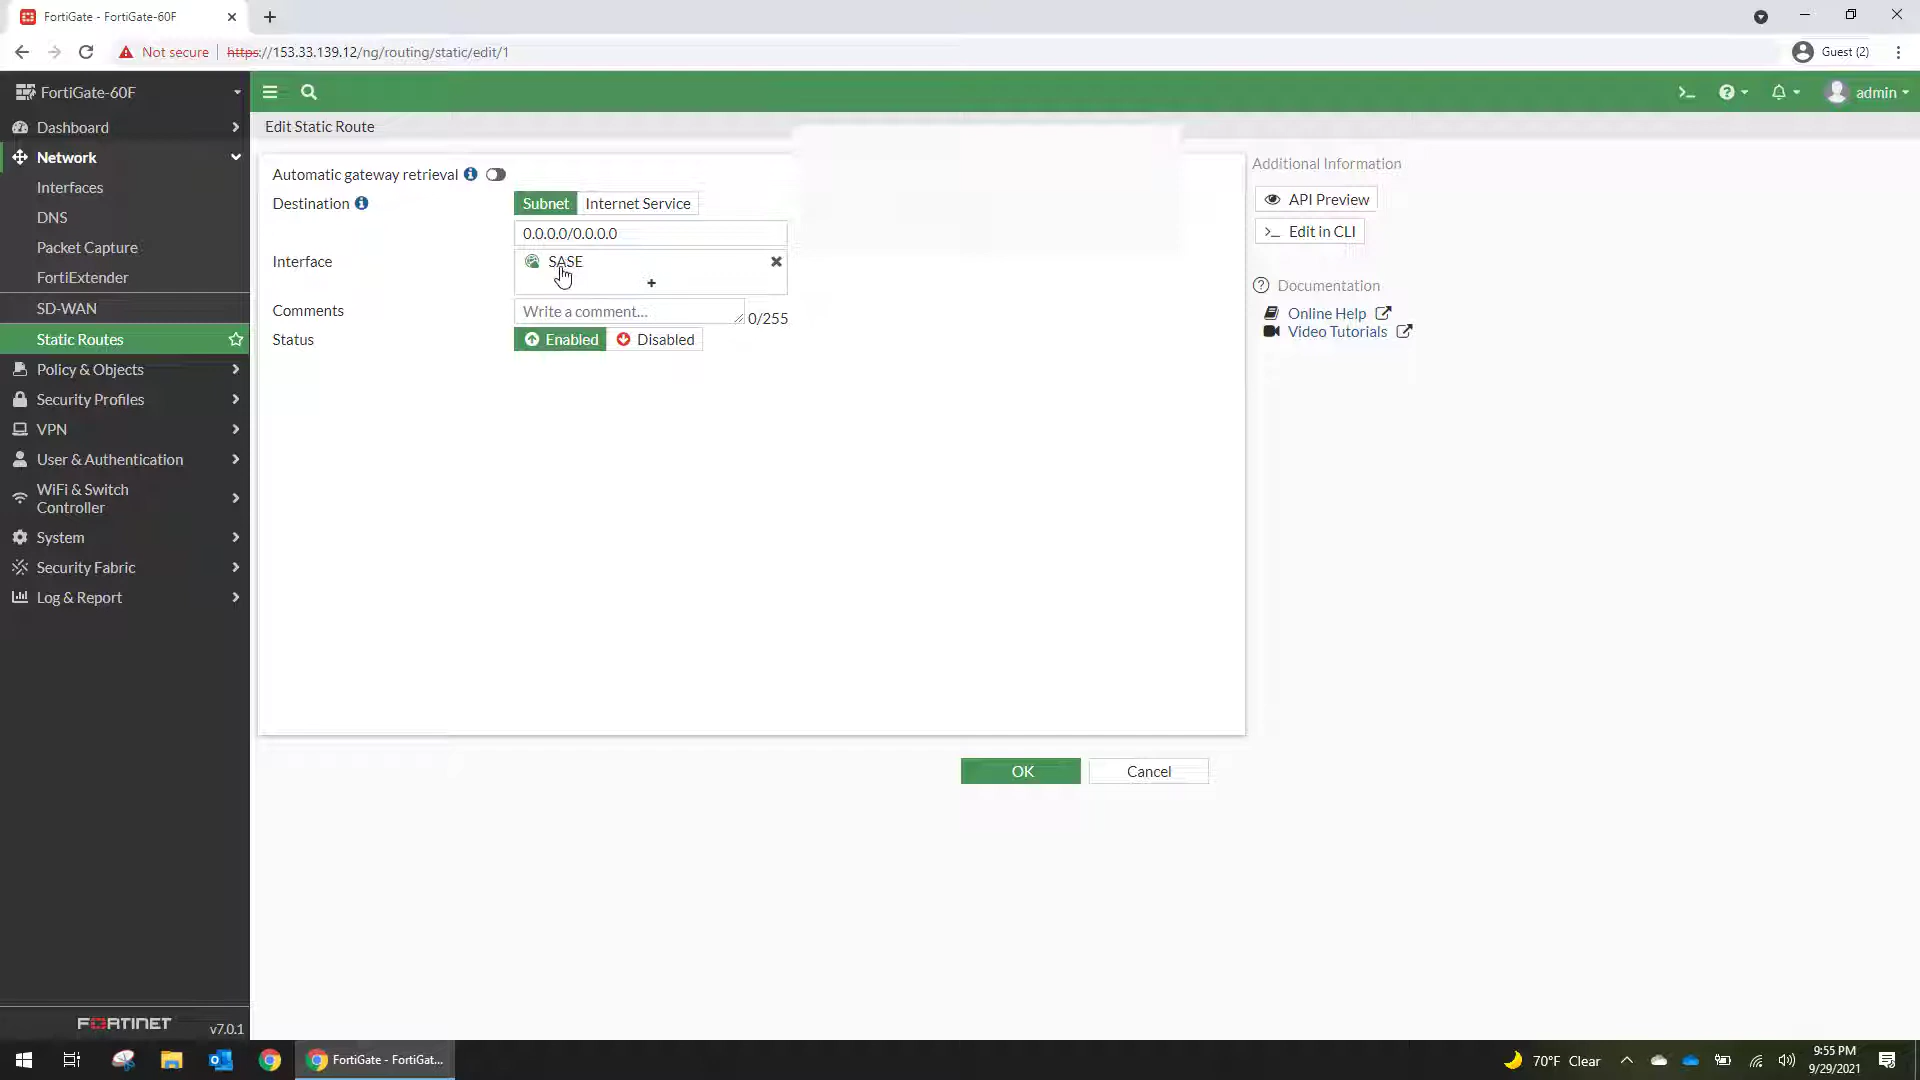 FortiGate - FortiGate-60F
Not secure
https://153.33.139.12/ng/routing/static/edit/1
Guest (2)
FortiGate-60F
admin
Dashboard
Network
Interfaces
DNS
Packet Capture
FortiExtender
SD-WAN
Static Routes
Policy & Objects
Security Profiles
VPN
User & Authentication
WiFi & Switch
Controller
System
Security Fabric
Log & Report
FORTINET
v7.0.1
Edit Static Route
Automatic gateway retrieval
Destination
Subnet
Internet Service
0.0.0.0/0.0.0.0
Interface
SASE
Comments
Write a comment...
0/255
Status
Enabled
Disabled
OK
Cancel
Additional Information
API Preview
Edit in CLI
Documentation
Online Help
Video Tutorials
FortiGate - FortiGat...
70°F Clear
9:55 PM
9/29/2021